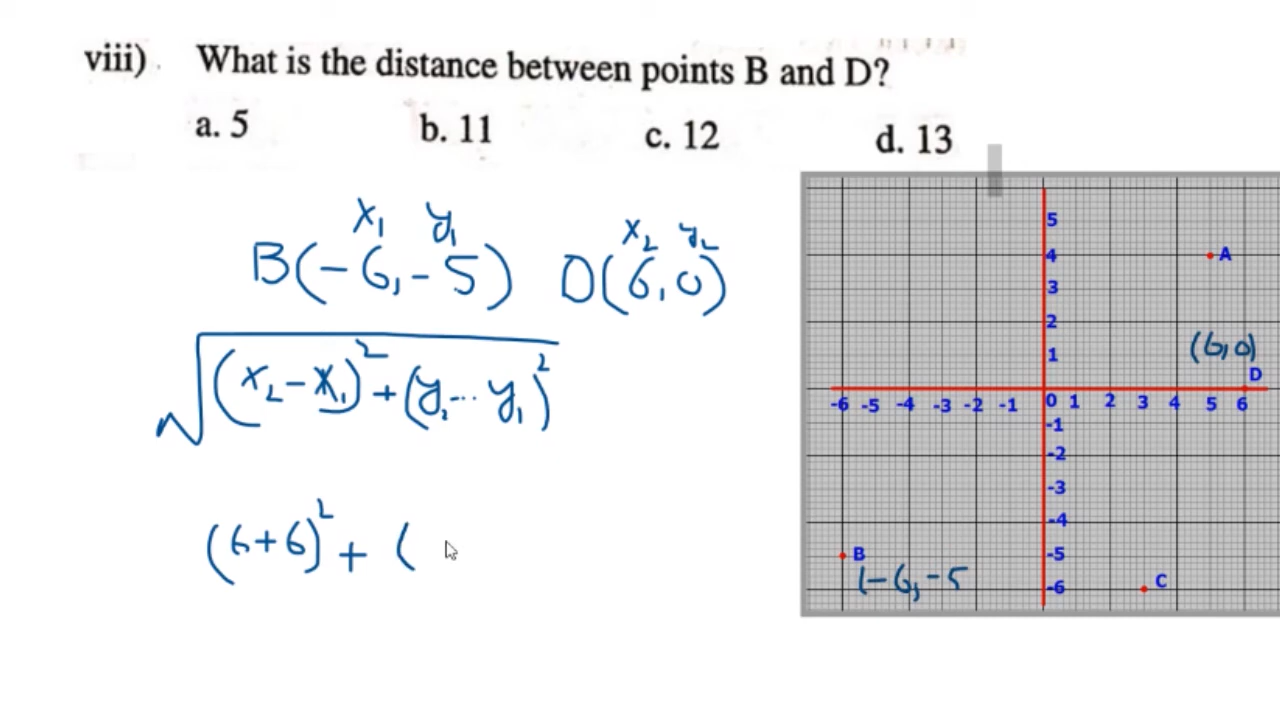 viii) What is the distance between points B and D?
a. 5 b. 11 c. 12 d. 13
x₁ y₁ x₂ y₂
B(-6,-5) D(6,0)
√(x₂-x₁)²+(y₂-y₁)²
(6+6)²+(
5
4 A
3
2
(6,0)
1
D
-6 -5 -4 -3 -2 -1 0 1 2 3 4 5 6
-1
-2
-3
-4
B -5
(-6,-5
-6 C